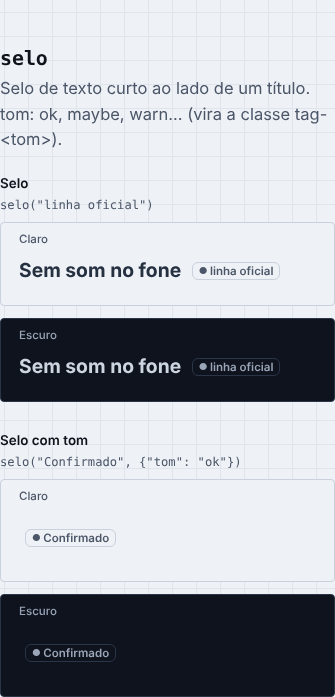 selo
Selo de texto curto ao lado de um título.
tom: ok, maybe, warn... (vira a classe tag-
<tom>).
Selo
selo("linha oficial")
Claro
Sem som no fone linha oficial
Escuro
Sem som no fone linha oficial
Selo com tom
selo("Confirmado", {"tom": "ok"})
Claro
Confirmado
Escuro
Confirmado